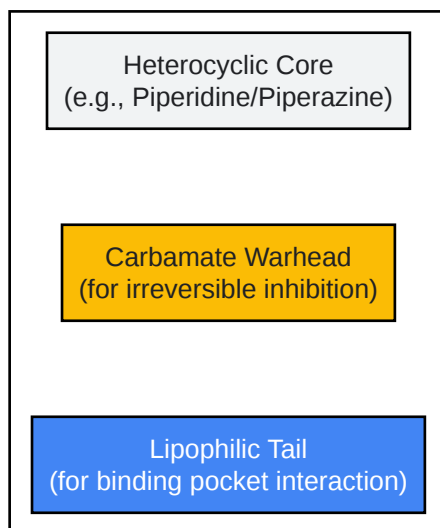 Heterocyclic Core
(e.g., Piperidine/Piperazine)
Carbamate Warhead
(for irreversible inhibition)
Lipophilic Tail
(for binding pocket interaction)